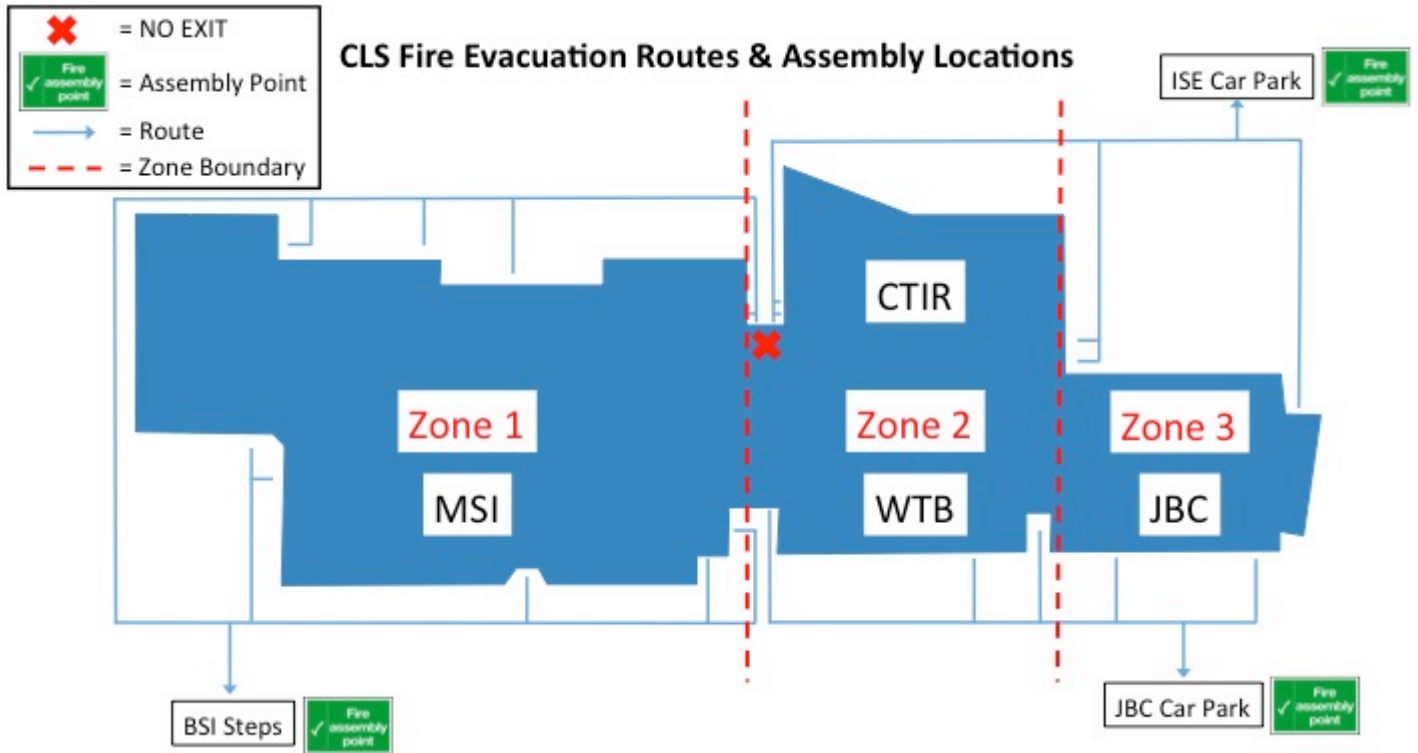 = NO EXIT
Fire
assembly
point
= Assembly Point
= Route
= Zone Boundary
CLS Fire Evacuation Routes & Assembly Locations
ISE Car Park
Fire
assembly
point
CTIR
Zone 1
Zone 2
Zone 3
MSI
WTB
JBC
BSI Steps
Fire
assembly
point
JBC Car Park
Fire
assembly
point